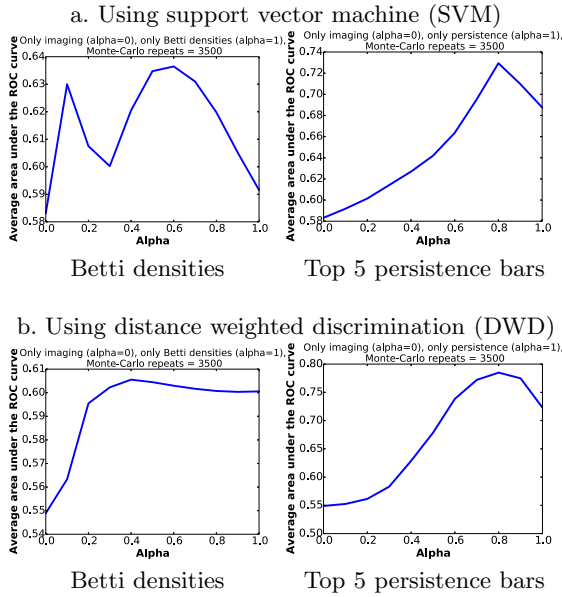 a. Using support vector machine (SVM)
Only imaging (alpha=0), only Betti densities (alpha=1),
Monte-Carlo repeats = 3500
Average area under the ROC curve
0.64
0.63
0.62
0.61
0.60
0.59
0.58
0.0 0.2 0.4 0.6 0.8 1.0
Alpha
Betti densities
Only imaging (alpha=0), only persistence (alpha=1),
Monte-Carlo repeats = 3500
Average area under the ROC curve
0.74
0.72
0.70
0.68
0.66
0.64
0.62
0.60
0.58
0.0 0.2 0.4 0.6 0.8 1.0
Alpha
Top 5 persistence bars
b. Using distance weighted discrimination (DWD)
Only imaging (alpha=0), only Betti densities (alpha=1),
Monte-Carlo repeats = 3500
Average area under the ROC curve
0.61
0.60
0.59
0.58
0.57
0.56
0.55
0.54
0.0 0.2 0.4 0.6 0.8 1.0
Alpha
Betti densities
Only imaging (alpha=0), only persistence (alpha=1),
Monte-Carlo repeats = 3500
Average area under the ROC curve
0.80
0.75
0.70
0.65
0.60
0.55
0.50
0.0 0.2 0.4 0.6 0.8 1.0
Alpha
Top 5 persistence bars